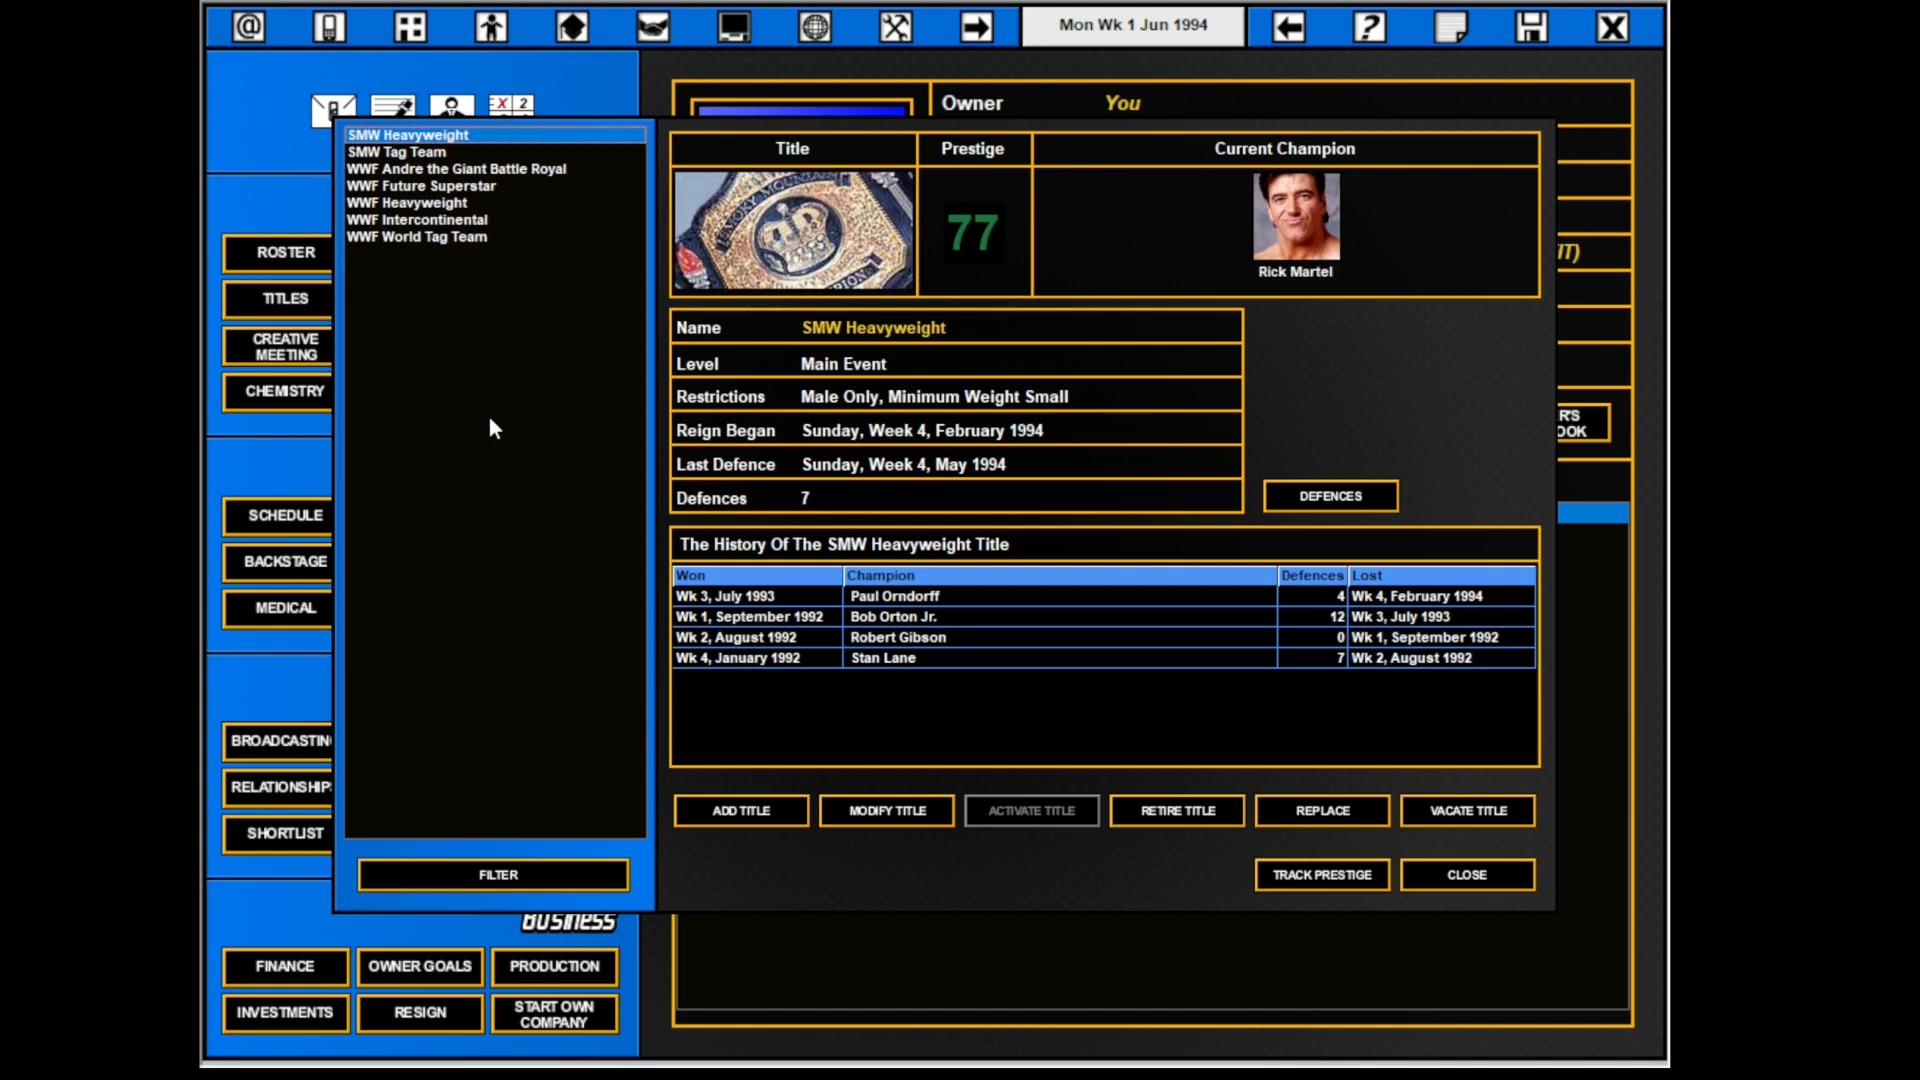 @
Mon Wk 1 Jun 1994
?
X
X 2
Owner You
SMW Heavyweight
SMW Tag Team
WWF Andre the Giant Battle Royal
WWF Future Superstar
WWF Heavyweight
WWF Intercontinental
WWF World Tag Team
Title
Prestige
Current Champion
SMOKY MOUNTAIN
77
Rick Martel
ROSTER
TITLES
CREATIVE
MEETING
CHEMISTRY
SCHEDULE
BACKSTAGE
MEDICAL
BROADCASTIN
RELATIONSHIP
SHORTLIST
FILTER
Name SMW Heavyweight
Level Main Event
Restrictions Male Only, Minimum Weight Small
Reign Began Sunday, Week 4, February 1994
Last Defence Sunday, Week 4, May 1994
Defences 7
DEFENCES
IT)
R'S
OOK
The History Of The SMW Heavyweight Title
Won Champion Defences Lost
Wk 3, July 1993 Paul Orndorff 4 Wk 4, February 1994
Wk 1, September 1992 Bob Orton Jr. 12 Wk 3, July 1993
Wk 2, August 1992 Robert Gibson 0 Wk 1, September 1992
Wk 4, January 1992 Stan Lane 7 Wk 2, August 1992
ADD TITLE
MODIFY TITLE
ACTIVATE TITLE
RETIRE TITLE
REPLACE
VACATE TITLE
TRACK PRESTIGE
CLOSE
BUSINESS
FINANCE
OWNER GOALS
PRODUCTION
INVESTMENTS
RESIGN
START OWN
COMPANY